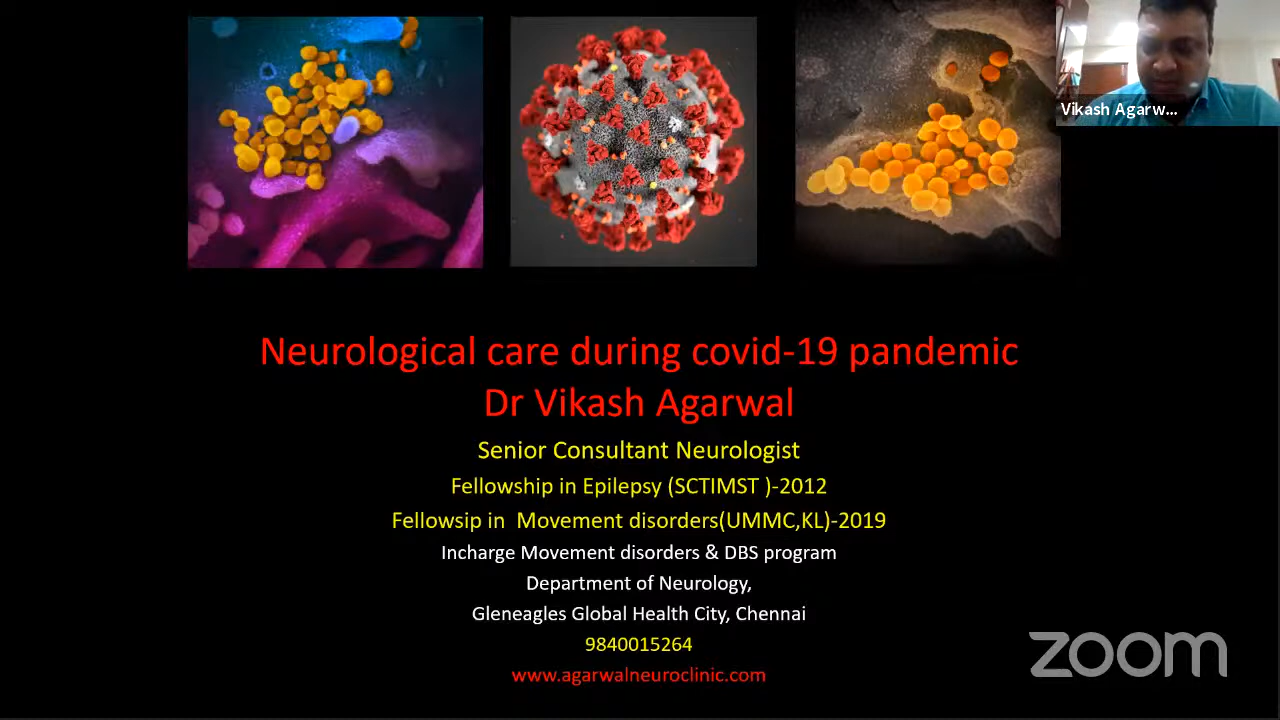 Vikash Agarw...
Neurological care during covid-19 pandemic
Dr Vikash Agarwal
Senior Consultant Neurologist
Fellowship in Epilepsy (SCTIMST )-2012
Fellowsip in  Movement disorders(UMMC,KL)-2019
Incharge Movement disorders & DBS program
Department of Neurology,
Gleneagles Global Health City, Chennai
9840015264
www.agarwalneuroclinic.com
zoom